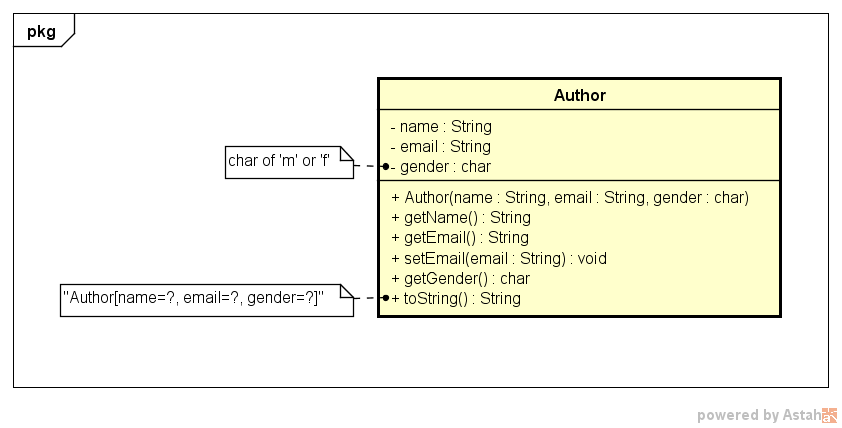 pkg
Author
- name : String
- email : String
char of 'm' or 'f'
- gender : char
+ Author(name : String, email : String, gender : char)
+ getName() : String
+ getEmail() : String
+ setEmail(email : String) : void
+ getGender() : char
"Author[name=?, email=?, gender=?]"
+ toString() : String
powered by Astah